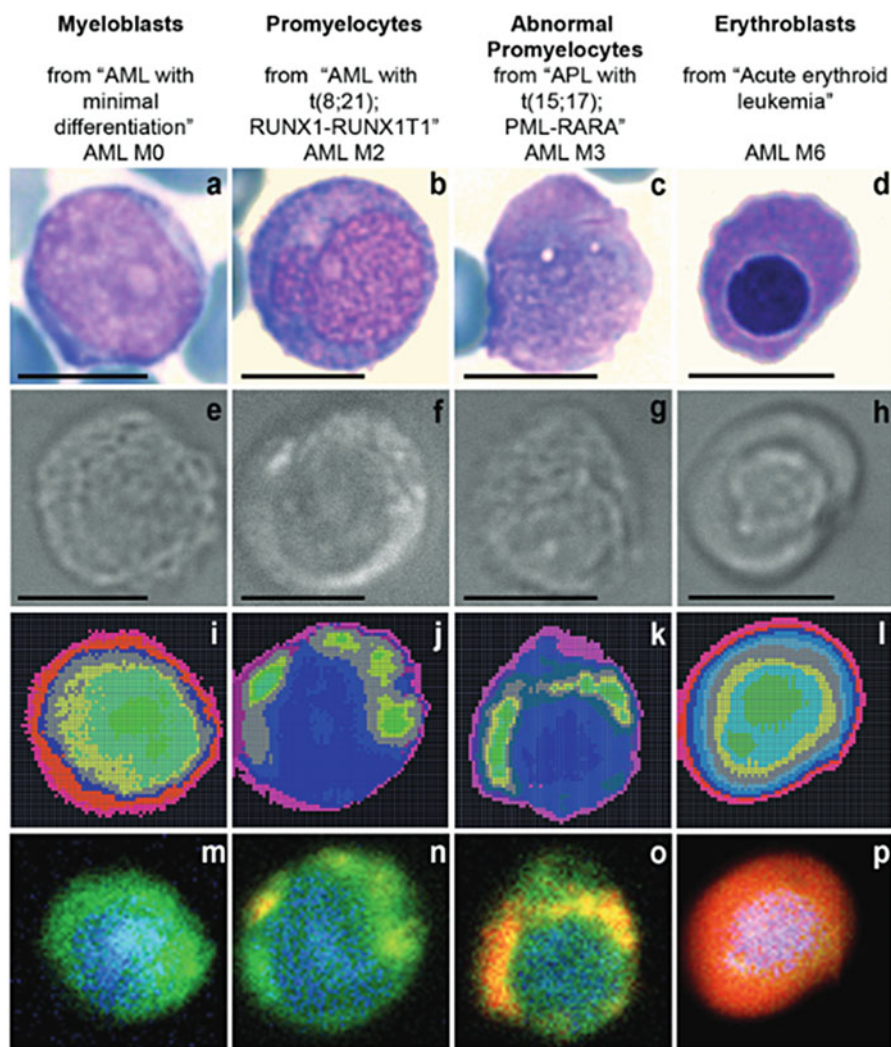 Myeloblasts
from “AML with
minimal
differentiation”
AML M0
Promyelocytes
from “AML with
t(8;21);
RUNX1-RUNX1T1”
AML M2
Abnormal
Promyelocytes
from “APL with
t(15;17);
PML-RARA”
AML M3
Erythroblasts
from “Acute erythroid
leukemia”
AML M6
a
b
c
d
e
f
g
h
i
j
k
l
m
n
o
p